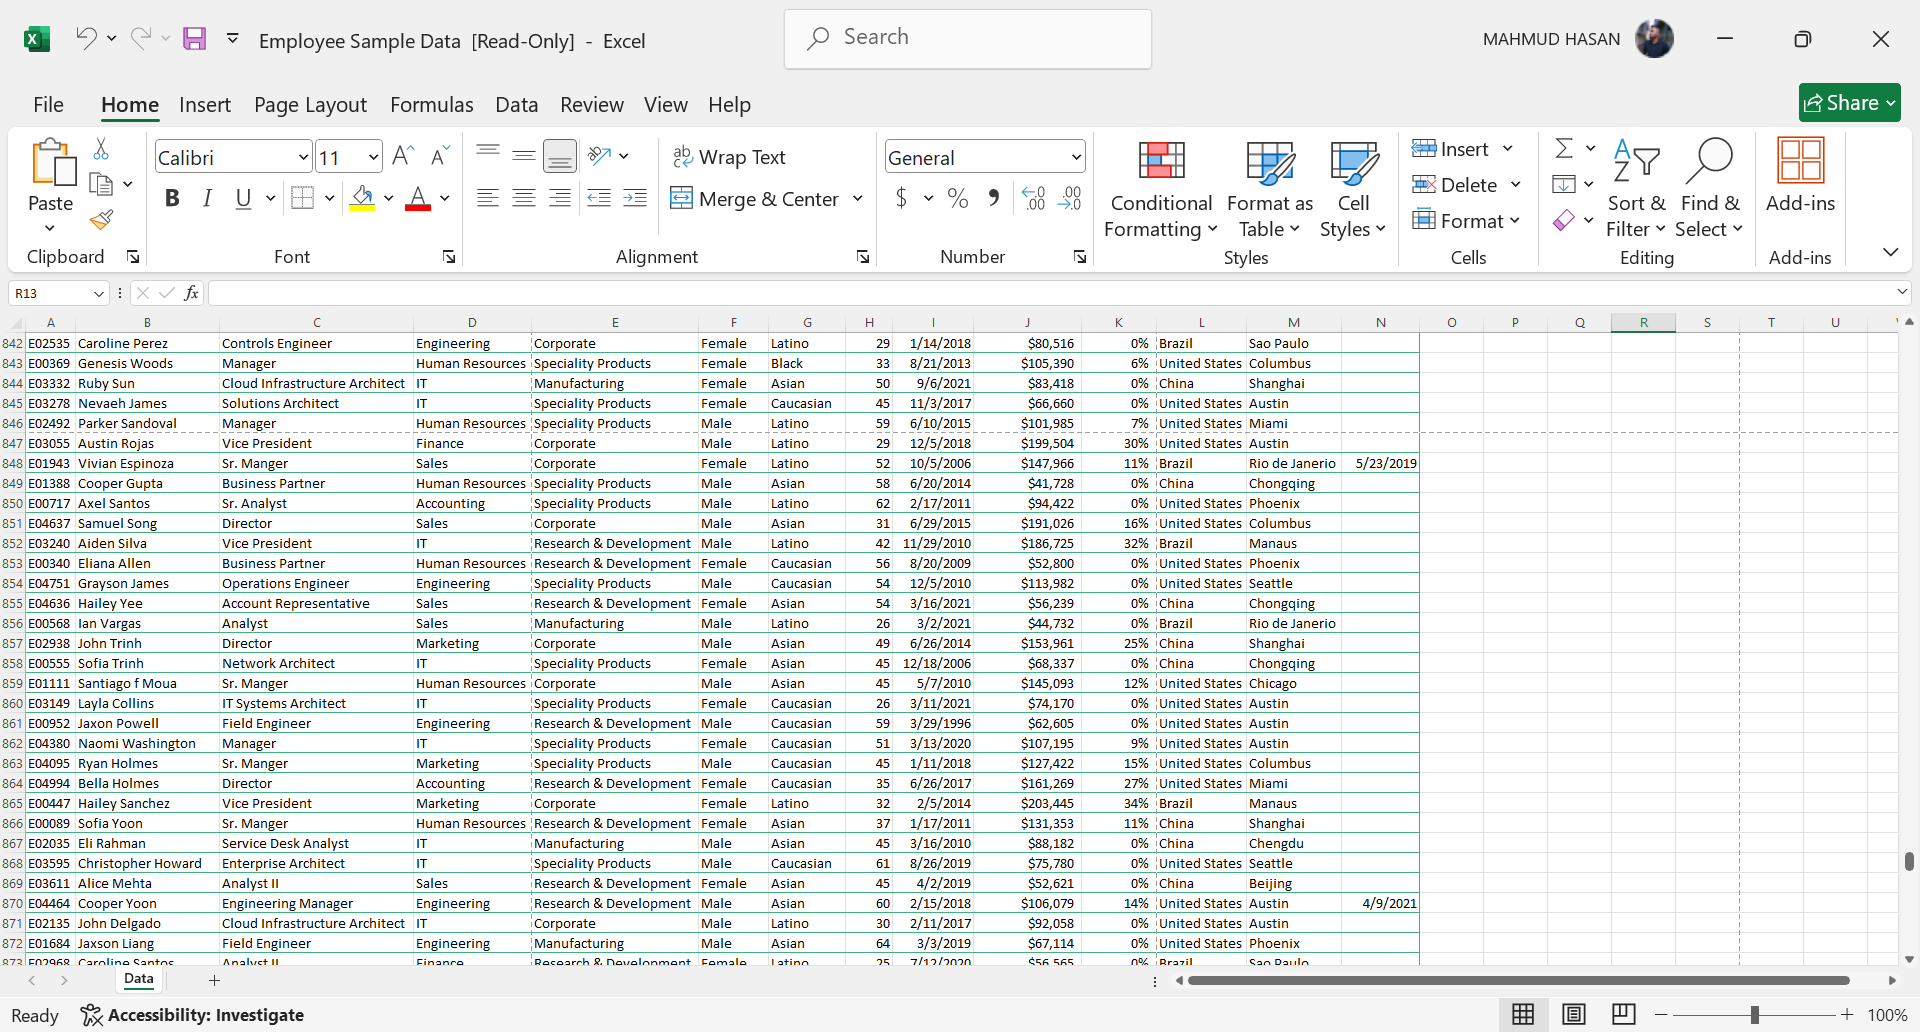 Employee Sample Data [Read-Only] - Excel
Search
MAHMUD HASAN
File Home Insert Page Layout Formulas Data Review View Help
Share
Paste
Clipboard
Calibri 11
B I U A
Font
ab Wrap Text
Merge & Center
Alignment
General
$ % 9 .00 .00
Number
Conditional Formatting
Format as Table
Cell Styles
Styles
Insert
Delete
Format
Cells
Sort & Filter
Find & Select
Editing
Add-ins
Add-ins
R13
fx
A B C D E F G H I J K L M N O P Q R S T U
842 E02535 Caroline Perez Controls Engineer Engineering Corporate Female Latino 29 1/14/2018 $80,516 0% Brazil Sao Paulo
843 E00369 Genesis Woods Manager Human Resources Speciality Products Female Black 33 8/21/2013 $105,390 6% United States Columbus
844 E03332 Ruby Sun Cloud Infrastructure Architect IT Manufacturing Female Asian 50 9/6/2021 $83,418 0% China Shanghai
845 E03278 Nevaeh James Solutions Architect IT Speciality Products Female Caucasian 45 11/3/2017 $66,660 0% United States Austin
846 E02492 Parker Sandoval Manager Human Resources Speciality Products Male Latino 59 6/10/2015 $101,985 7% United States Miami
847 E03055 Austin Rojas Vice President Finance Corporate Male Latino 29 12/5/2018 $199,504 30% United States Austin
848 E01943 Vivian Espinoza Sr. Manger Sales Corporate Female Latino 52 10/5/2006 $147,966 11% Brazil Rio de Janerio 5/23/2019
849 E01388 Cooper Gupta Business Partner Human Resources Speciality Products Male Asian 58 6/20/2014 $41,728 0% China Chongqing
850 E00717 Axel Santos Sr. Analyst Accounting Speciality Products Male Latino 62 2/17/2011 $94,422 0% United States Phoenix
851 E04637 Samuel Song Director Sales Corporate Male Asian 31 6/29/2015 $191,026 16% United States Columbus
852 E03240 Aiden Silva Vice President IT Research & Development Male Latino 42 11/29/2010 $186,725 32% Brazil Manaus
853 E00340 Eliana Allen Business Partner Human Resources Research & Development Female Caucasian 56 8/20/2009 $52,800 0% United States Phoenix
854 E04751 Grayson James Operations Engineer Engineering Speciality Products Male Caucasian 54 12/5/2010 $113,982 0% United States Seattle
855 E04636 Hailey Yee Account Representative Sales Research & Development Female Asian 54 3/16/2021 $56,239 0% China Chongqing
856 E00568 Ian Vargas Analyst Sales Manufacturing Male Latino 26 3/2/2021 $44,732 0% Brazil Rio de Janerio
857 E02938 John Trinh Director Marketing Corporate Male Asian 49 6/26/2014 $153,961 25% China Shanghai
858 E00555 Sofia Trinh Network Architect IT Speciality Products Female Asian 45 12/18/2006 $68,337 0% China Chongqing
859 E01111 Santiago f Moua Sr. Manger Human Resources Corporate Male Asian 45 5/7/2010 $145,093 12% United States Chicago
860 E03149 Layla Collins IT Systems Architect IT Speciality Products Female Caucasian 26 3/11/2021 $74,170 0% United States Austin
861 E00952 Jaxon Powell Field Engineer Engineering Research & Development Male Caucasian 59 3/29/1996 $62,605 0% United States Austin
862 E04380 Naomi Washington Manager IT Speciality Products Female Caucasian 51 3/13/2020 $107,195 9% United States Austin
863 E04095 Ryan Holmes Sr. Manger Marketing Speciality Products Male Caucasian 45 1/11/2018 $127,422 15% United States Columbus
864 E04994 Bella Holmes Director Accounting Research & Development Female Caucasian 35 6/26/2017 $161,269 27% United States Miami
865 E00447 Hailey Sanchez Vice President Marketing Corporate Female Latino 32 2/5/2014 $203,445 34% Brazil Manaus
866 E00089 Sofia Yoon Sr. Manger Human Resources Research & Development Female Asian 37 1/17/2011 $131,353 11% China Shanghai
867 E02035 Eli Rahman Service Desk Analyst IT Manufacturing Male Asian 45 3/16/2010 $88,182 0% China Chengdu
868 E03595 Christopher Howard Enterprise Architect IT Speciality Products Male Caucasian 61 8/26/2019 $75,780 0% United States Seattle
869 E03611 Alice Mehta Analyst II Sales Research & Development Female Asian 45 4/2/2019 $52,621 0% China Beijing
870 E04464 Cooper Yoon Engineering Manager Engineering Research & Development Male Asian 60 2/15/2018 $106,079 14% United States Austin 4/9/2021
871 E02135 John Delgado Cloud Infrastructure Architect IT Corporate Male Latino 30 2/11/2017 $92,058 0% United States Austin
872 E01684 Jaxson Liang Field Engineer Engineering Manufacturing Male Asian 64 3/3/2019 $67,114 0% United States Phoenix
873 E02968 Caroline Santos Analyst II Finance Research & Development Female Latino 25 7/12/2020 $56,565 0% Brazil Sao Paulo
Data
Ready Accessibility: Investigate
100%